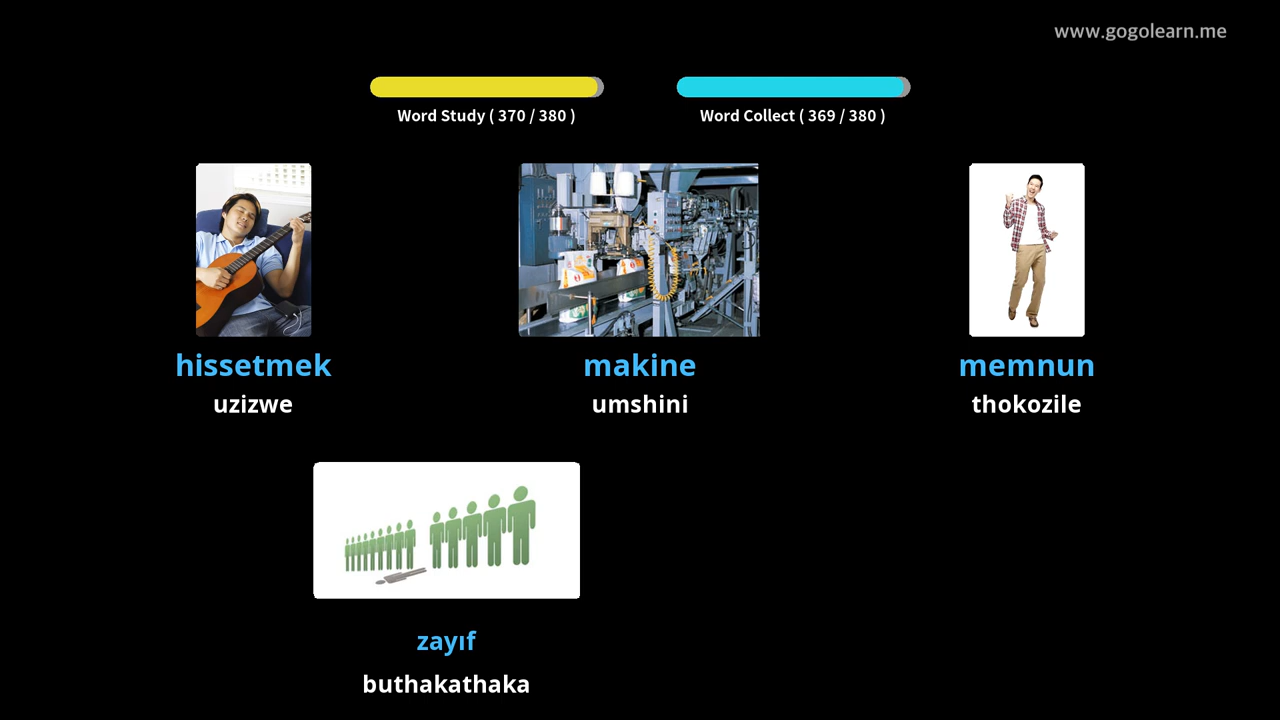 www.gogolearn.me
Word Study ( 370 / 380 )
Word Collect ( 369 / 380 )
hissetmek
uzizwe
makine
umshini
memnun
thokozile
zayıf
buthakathaka